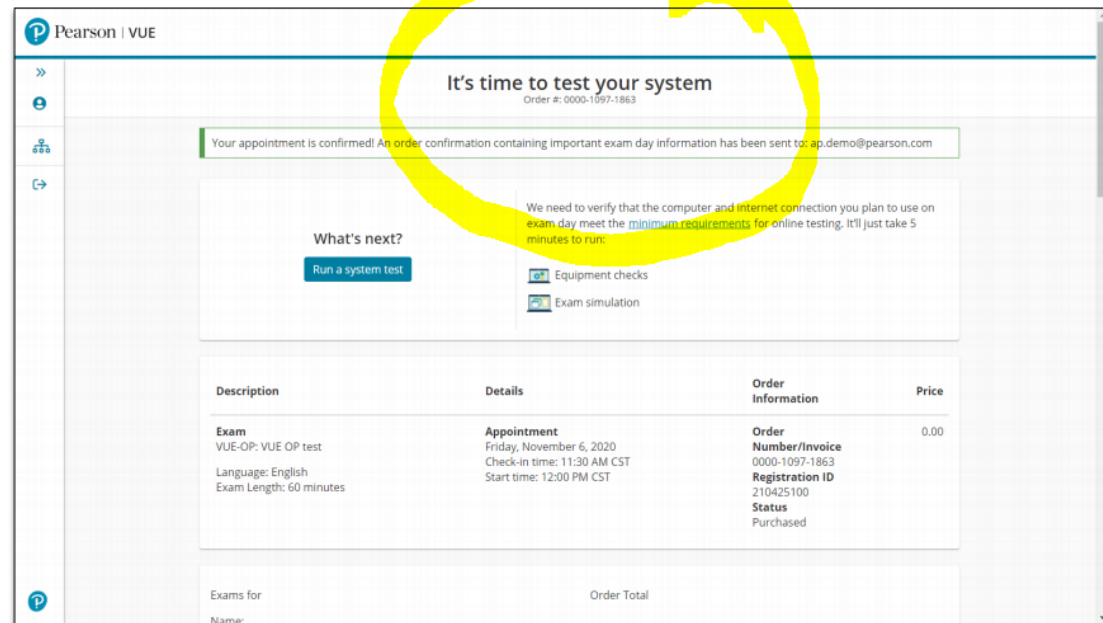 Pearson | VUE
It's time to test your system
Order #: 0000-1097-1863
Your appointment is confirmed! An order confirmation containing important exam day information has been sent to: ap.demo@pearson.com
What's next?
Run a system test
We need to verify that the computer and internet connection you plan to use on
exam day meet the minimum requirements for online testing. It'll just take 5
minutes to run:
Equipment checks
Exam simulation
Description
Details
Order
Information
Price
Exam
VUE-OP: VUE OP test
Language: English
Exam Length: 60 minutes
Appointment
Friday, November 6, 2020
Check-in time: 11:30 AM CST
Start time: 12:00 PM CST
Order
Number/Invoice
0000-1097-1863
Registration ID
210425100
Status
Purchased
0.00
Exams for
Order Total
Name: